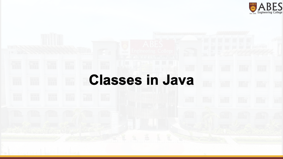 ABES
Engineering College
Classes in Java